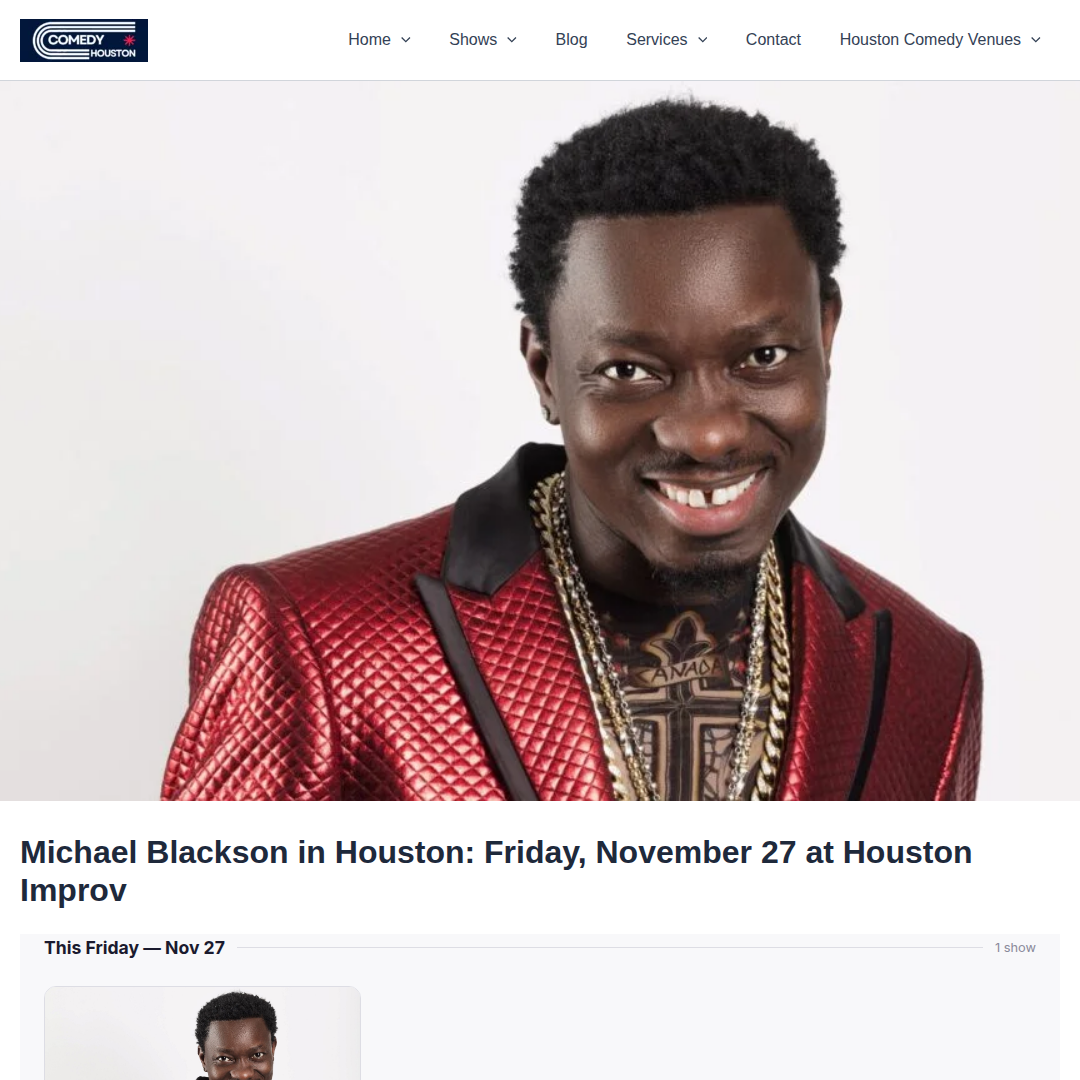 COMEDY
HOUSTON
Home
Shows
Blog
Services
Contact
Houston Comedy Venues
CANADA
Michael Blackson in Houston: Friday, November 27 at Houston
Improv
This Friday — Nov 27
1 show